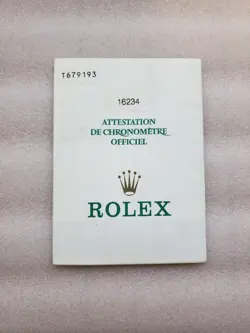 T679193
16234
ATTESTATION
DE CHRONOMÈTRE
OFFICIEL
ROLEX